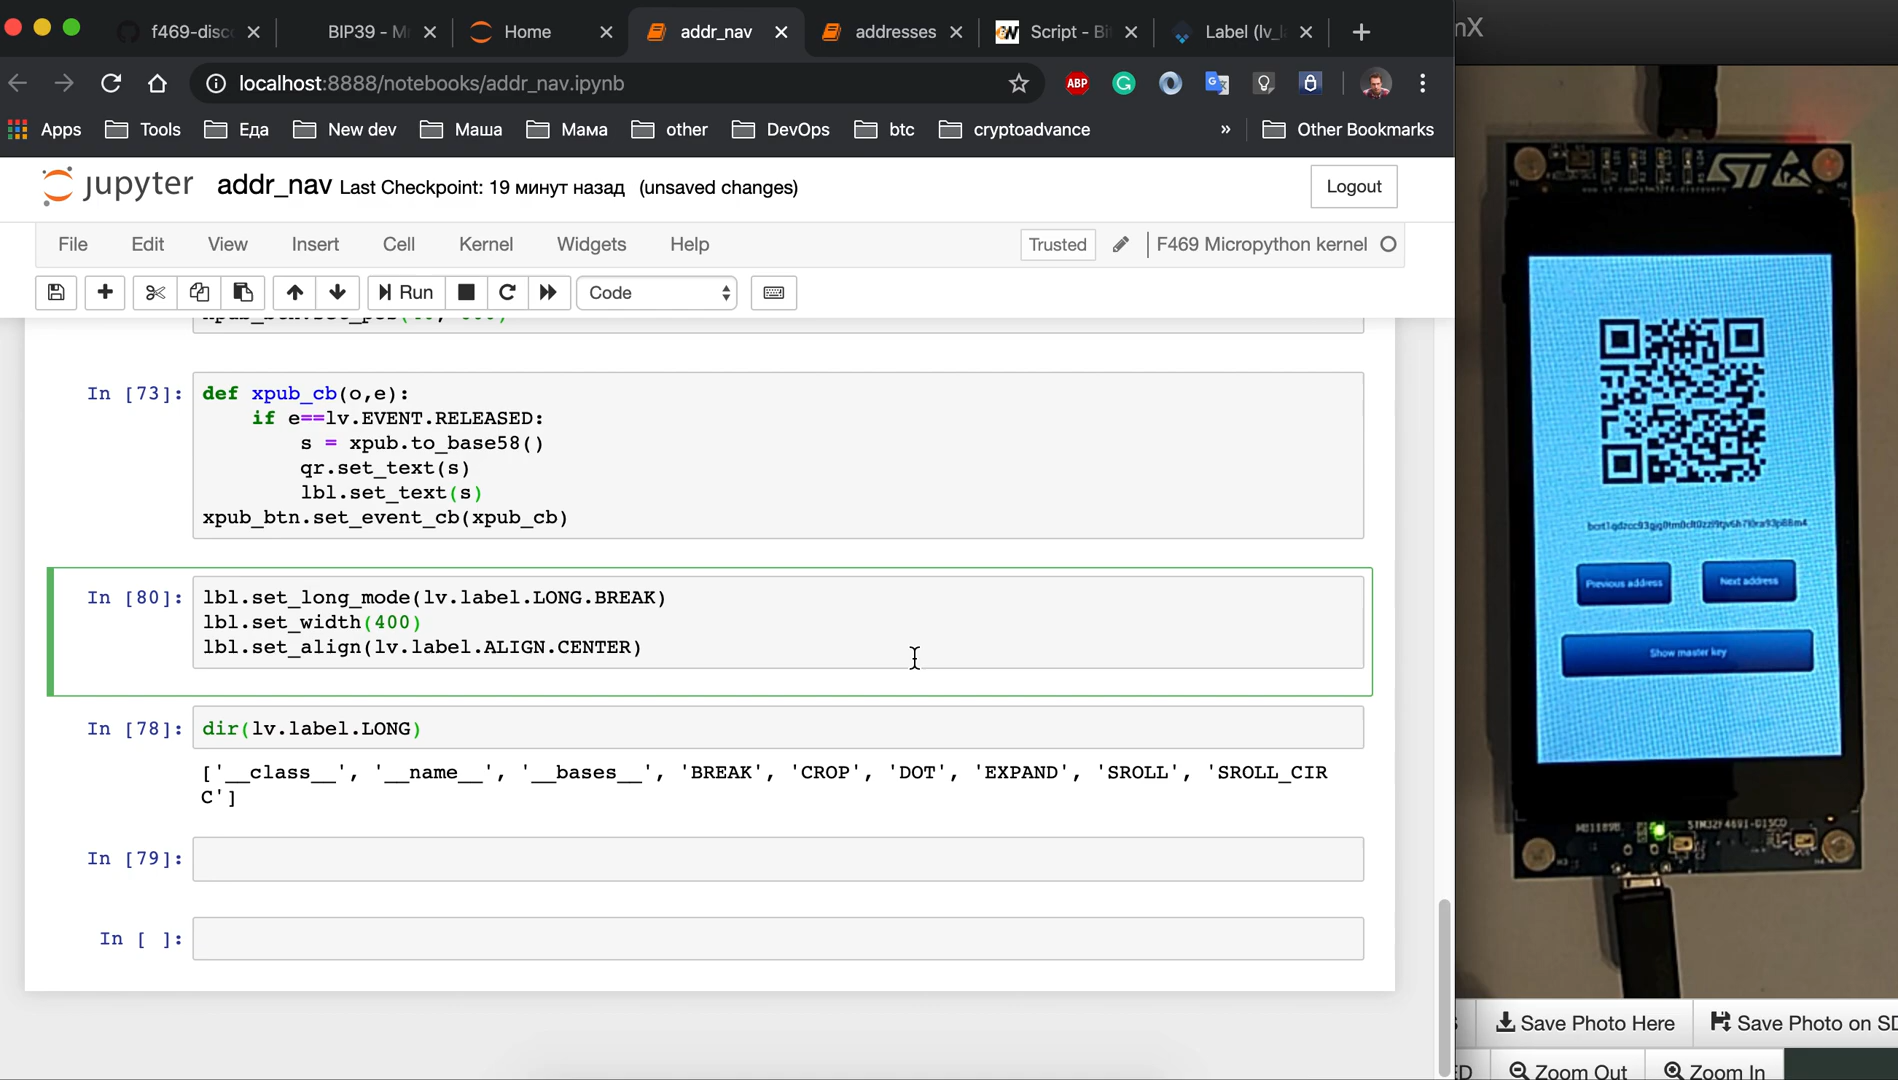 f469-disc
BIP39 - M
Home
addr_nav
addresses
Script - Bi
Label (lv_l
localhost:8888/notebooks/addr_nav.ipynb
ABP
Apps
Tools
Еда
New dev
Маша
Мама
other
DevOps
btc
cryptoadvance
»
Other Bookmarks
jupyter
addr_nav Last Checkpoint: 19 минут назад (unsaved changes)
Logout
File
Edit
View
Insert
Cell
Kernel
Widgets
Help
Trusted
F469 Micropython kernel
Run
Code
In [73]:
def xpub_cb(o,e):
if e==lv.EVENT.RELEASED:
s = xpub.to_base58()
qr.set_text(s)
lbl.set_text(s)
xpub_btn.set_event_cb(xpub_cb)
In [80]:
lbl.set_long_mode(lv.label.LONG.BREAK)
lbl.set_width(400)
lbl.set_align(lv.label.ALIGN.CENTER)
In [78]:
dir(lv.label.LONG)
['__class__', '__name__', '__bases__', 'BREAK', 'CROP', 'DOT', 'EXPAND', 'SROLL', 'SROLL_CIR
C']
In [79]:
In [ ]:
nX
ST
Previous address
Next address
Show master key
STM32F469I-DISCO
Save Photo Here
Save Photo on SD
ED
Zoom Out
Zoom In